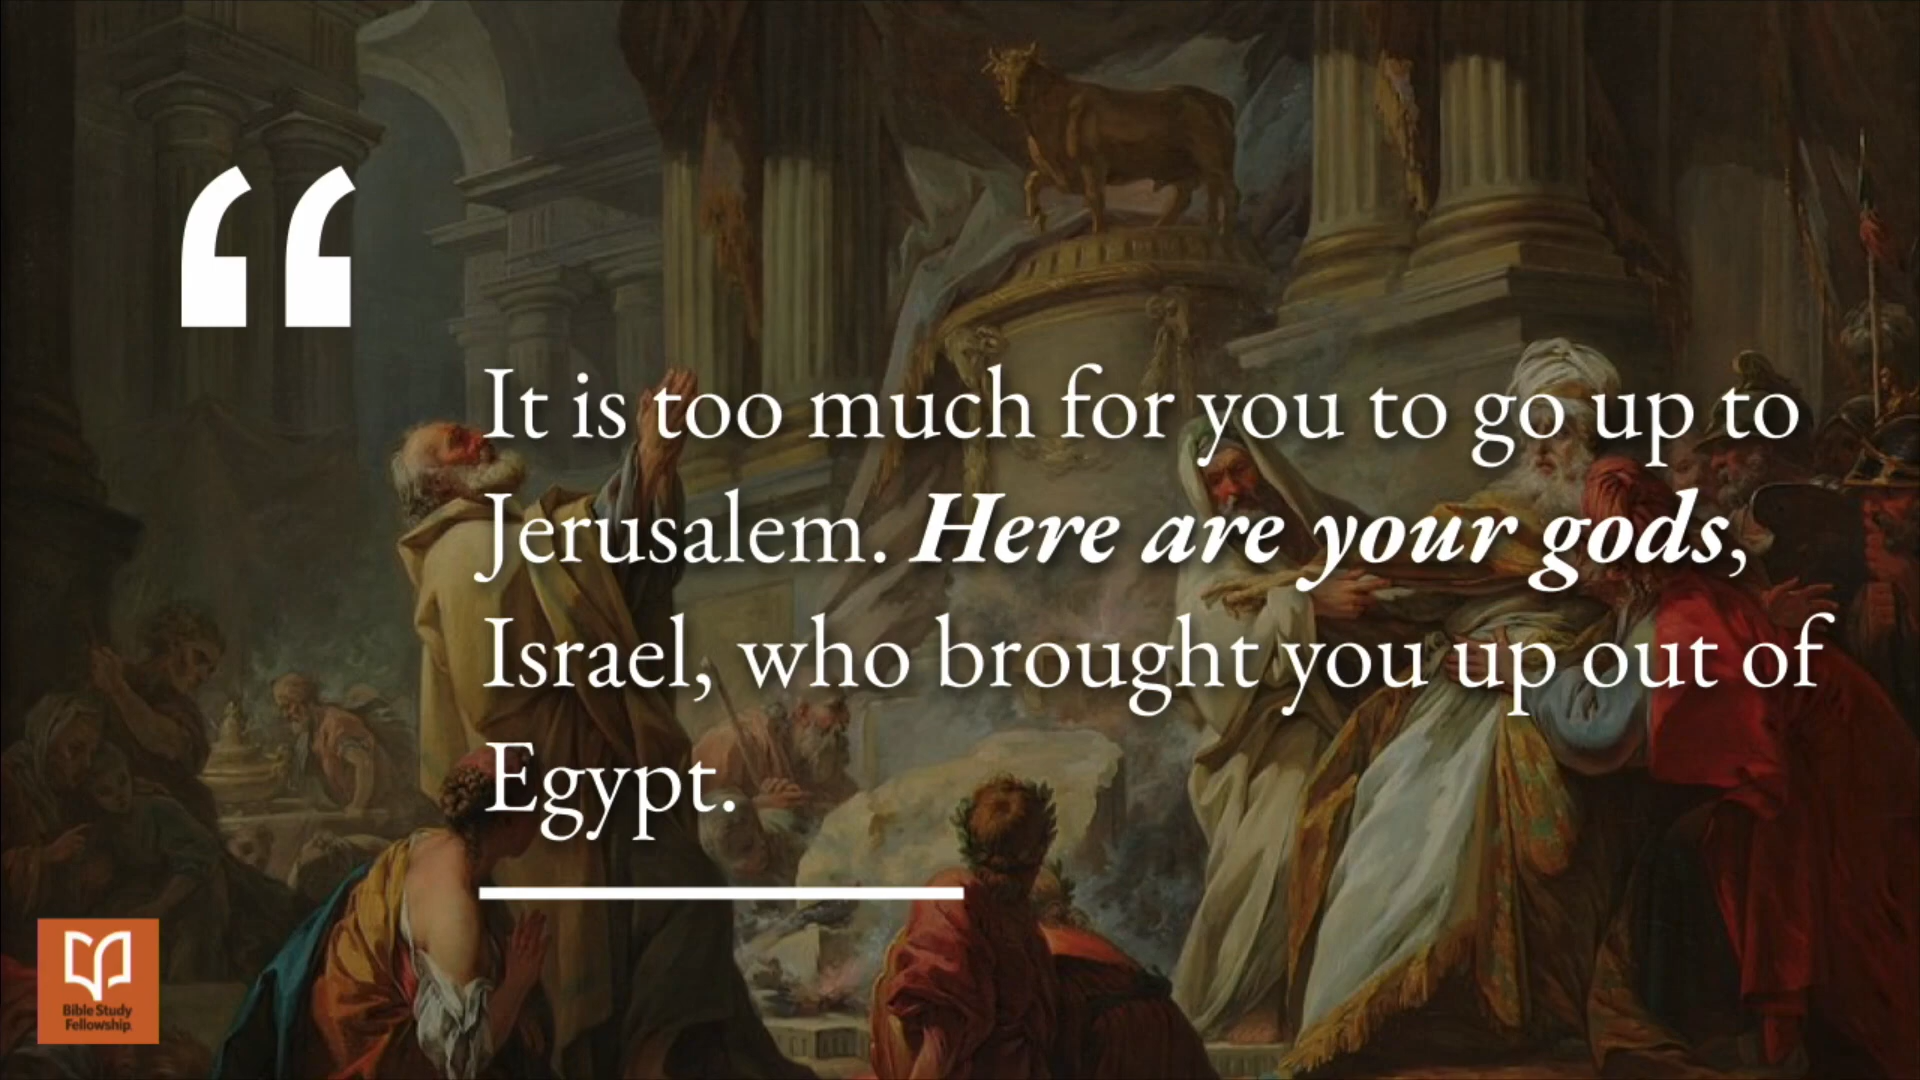 “
It is too much for you to go up to
Jerusalem. Here are your gods,
Israel, who brought you up out of
Egypt.
Bible Study
Fellowship